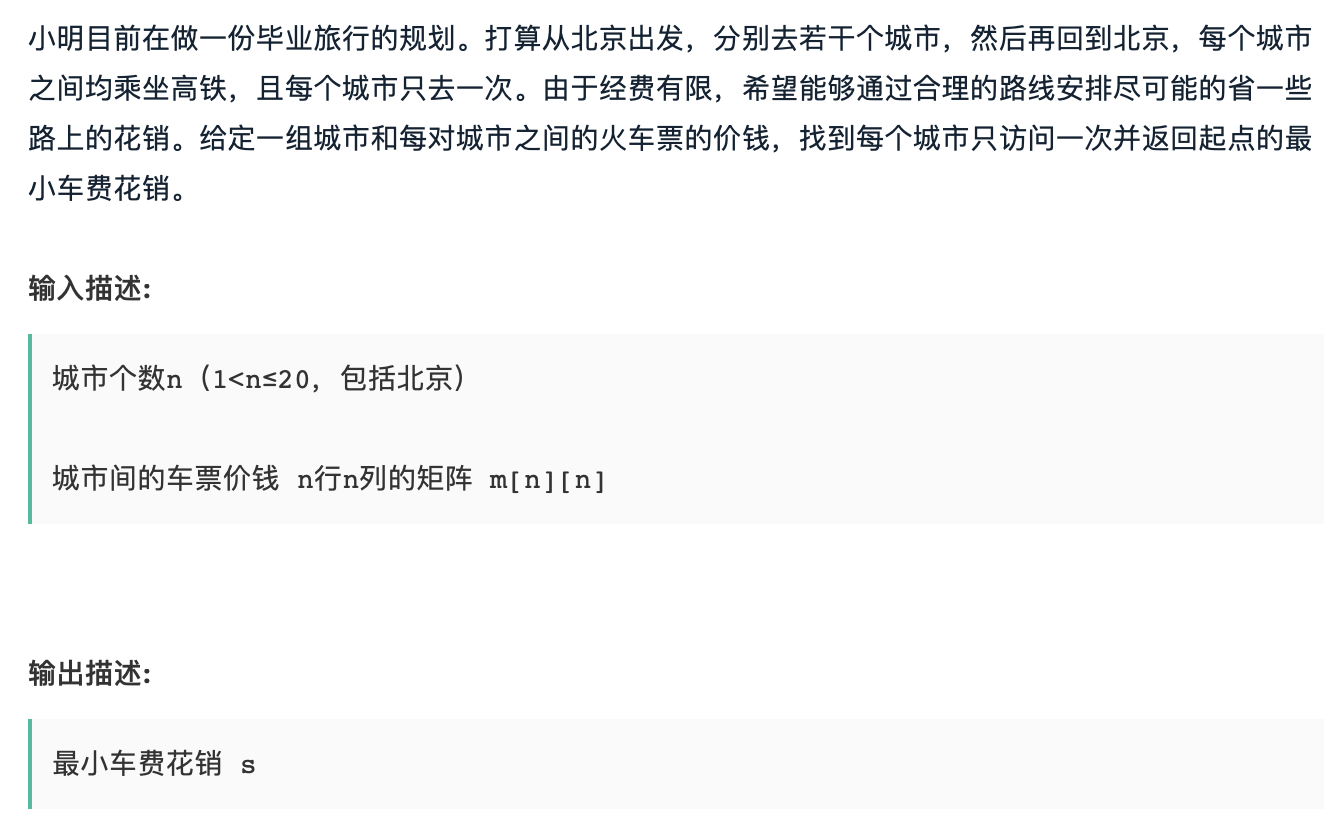 小明目前在做一份毕业旅行的规划。打算从北京出发，分别去若干个城市，然后再回到北京，每个城市
之间均乘坐高铁，且每个城市只去一次。由于经费有限，希望能够通过合理的路线安排尽可能的省一些
路上的花销。给定一组城市和每对城市之间的火车票的价钱，找到每个城市只访问一次并返回起点的最
小车费花销。
输入描述:
城市个数n（1<n≤20，包括北京）
城市间的车票价钱 n行n列的矩阵 m[n][n]
输出描述:
最小车费花销 s